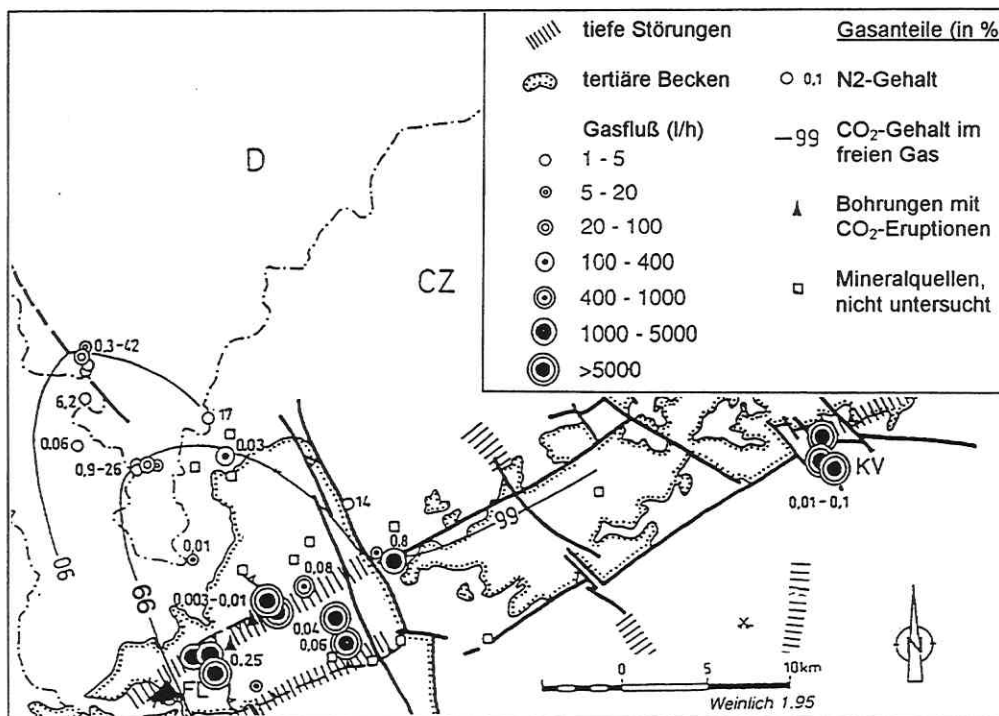 tiefe Störungen
tertiäre Becken
Gasfluß (l/h)
1 - 5
5 - 20
20 - 100
100 - 400
400 - 1000
1000 - 5000
>5000
Gasanteile (in %
0,1 N2-Gehalt
99 CO₂-Gehalt im
freien Gas
Bohrungen mit
CO₂-Eruptionen
Mineralquellen,
nicht untersucht
D
CZ
0,3-42
6,2
17
0.06
0.03
0,9-26
14
99
KV
0,01-0,1
0,8
0,01
0,08
90
99
0,003-0,01
0,04
0,06
0.25
FL
N
0 5 10km
Weinlich 1.95